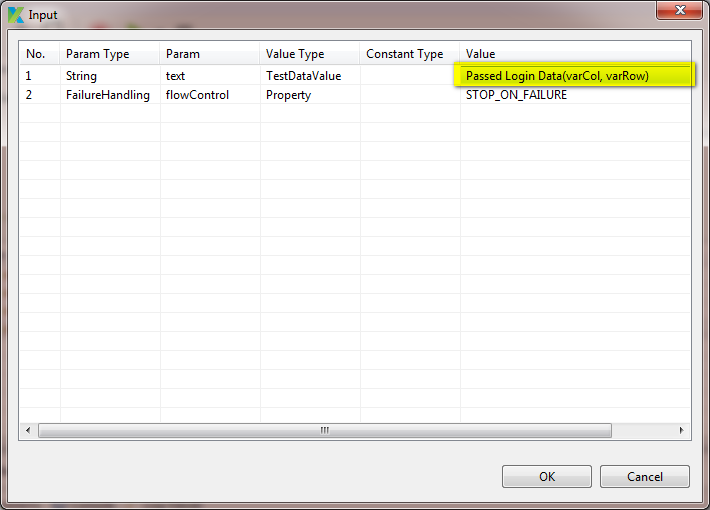 Input
No. Param Type Param Value Type Constant Type Value
1 String text TestDataValue Passed Login Data(varCol, varRow)
2 FailureHandling flowControl Property STOP_ON_FAILURE
OK Cancel